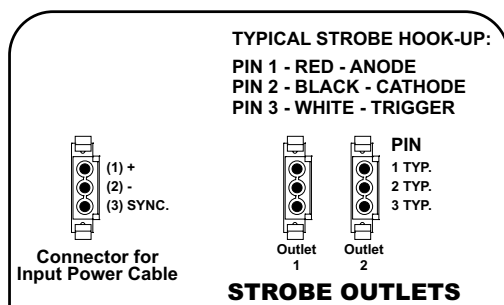 TYPICAL STROBE HOOK-UP:
PIN 1 - RED - ANODE
PIN 2 - BLACK - CATHODE
PIN 3 - WHITE - TRIGGER
(1) +
(2) -
(3) SYNC.
Connector for
Input Power Cable
PIN
1 TYP.
2 TYP.
3 TYP.
Outlet
1
Outlet
2
STROBE OUTLETS